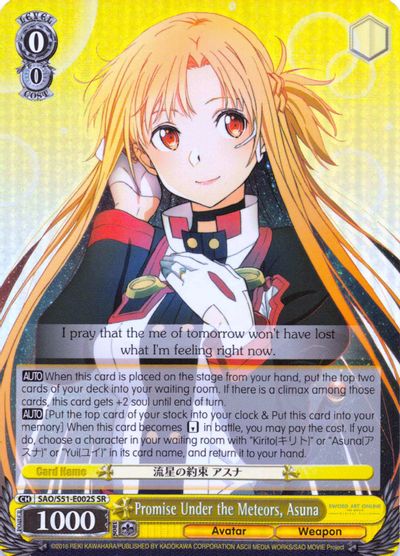 LEVEL
0
0
COST
I pray that the me of tomorrow won't have lost
what I'm feeling right now.
AUTO When this card is placed on the stage from your hand, put the top two
cards of your deck into your waiting room. If there is a climax among those
cards, this card gets +2 soul until end of turn.
AUTO [Put the top card of your stock into your clock & Put this card into your
memory] When this card becomes in battle, you may pay the cost. If you
do, choose a character in your waiting room with "Kirito(キリト)" or "Asuna(ア
スナ)" or "Yui(ユイ)" in its card name, and return it to your hand.
Card Name
流星の約束 アスナ
CH SAO/S51-E002S SR
Promise Under the Meteors, Asuna
SWORD ART ONLINE
POWER
1000
Avatar
Weapon
©2016 REKI KAWAHARA/PUBLISHED BY KADOKAWA CORPORATION ASCII MEDIA WORKS/SAO MOVIE Project